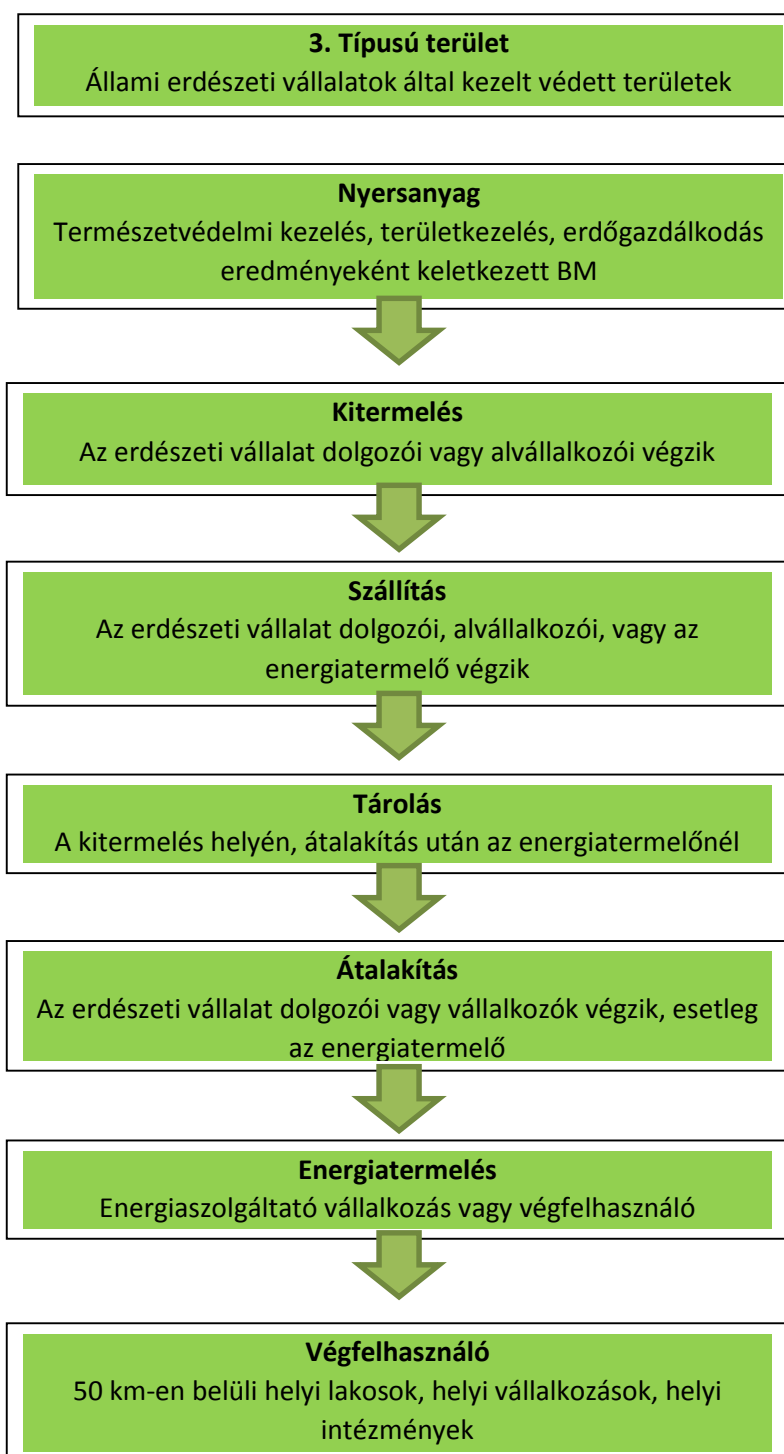 3. Típusú terület
Állami erdészeti vállalatok által kezelt védett területek
Nyersanyag
Természetvédelmi kezelés, területkezelés, erdőgazdálkodás
eredményeként keletkezett BM
Kitermelés
Az erdészeti vállalat dolgozói vagy alvállalkozói végzik
Szállítás
Az erdészeti vállalat dolgozói, alvállalkozói, vagy az
energiatermelő végzik
Tárolás
A kitermelés helyén, átalakítás után az energiatermelőnél
Átalakítás
Az erdészeti vállalat dolgozói vagy vállalkozók végzik, esetleg
az energiatermelő
Energiatermelés
Energiaszolgáltató vállalkozás vagy végfelhasználó
Végfelhasználó
50 km-en belüli helyi lakosok, helyi vállalkozások, helyi
intézmények